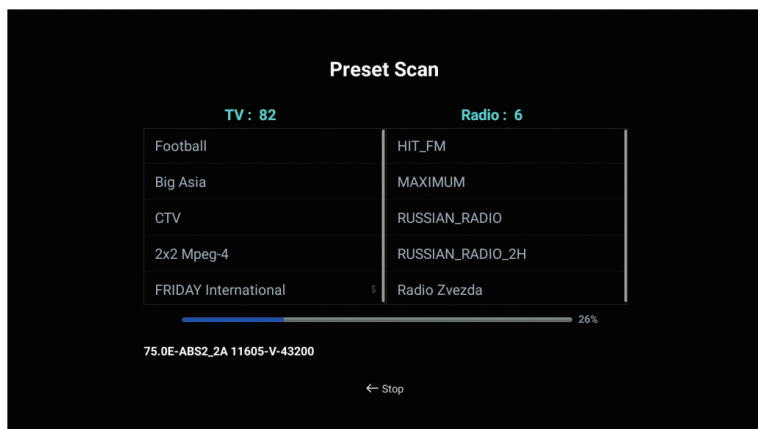 Preset Scan
TV : 82
Radio : 6
Football
HIT_FM
Big Asia
MAXIMUM
CTV
RUSSIAN_RADIO
2x2 Mpeg-4
RUSSIAN_RADIO_2H
FRIDAY International $
Radio Zvezda
26%
75.0E-ABS2_2A 11605-V-43200
← Stop